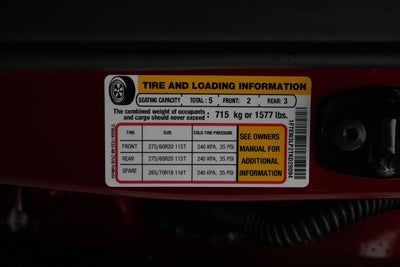 TIRE AND LOADING INFORMATION
SEATING CAPACITY TOTAL: 5 FRONT: 2 REAR: 3
The combined weight of occupants and cargo should never exceed: 715 kg or 1577 lbs.
TIRE SIZE COLD TIRE PRESSURE
FRONT 275/60R20 115T 240 KPA, 35 PSI
REAR 275/60R20 115T 240 KPA, 35 PSI
SPARE 265/70R18 116T 240 KPA, 35 PSI
SEE OWNERS
MANUAL FOR
ADDITIONAL
INFORMATION